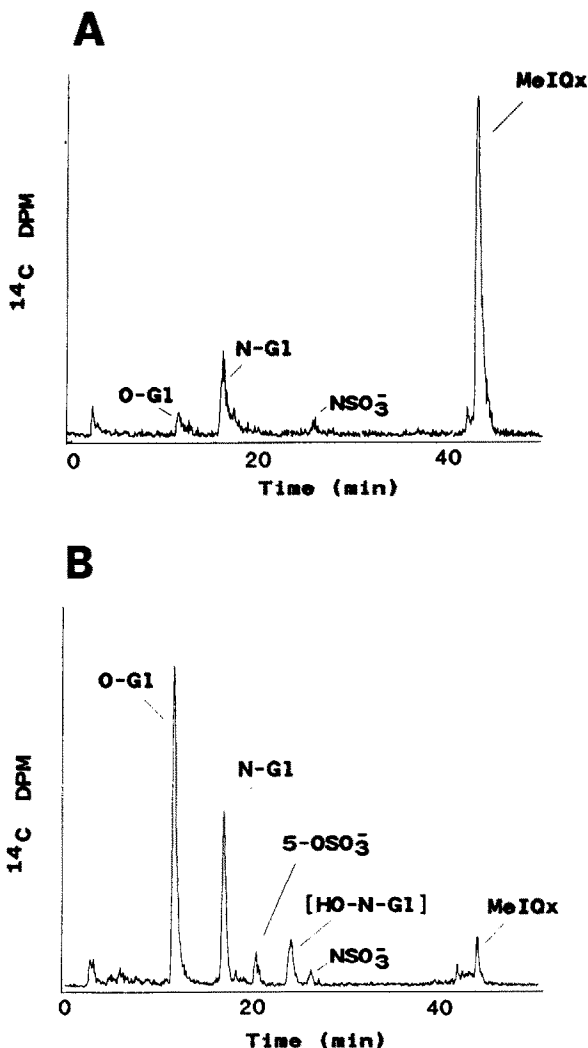 A
MeIQx
N-Gl
O-Gl
NSO₃⁻
¹⁴C DPM
0 20 40
Time (min)
B
O-Gl
N-Gl
5-OSO₃⁻
[HO-N-Gl]
NSO₃⁻
MeIQx
¹⁴C DPM
0 20 40
Time (min)